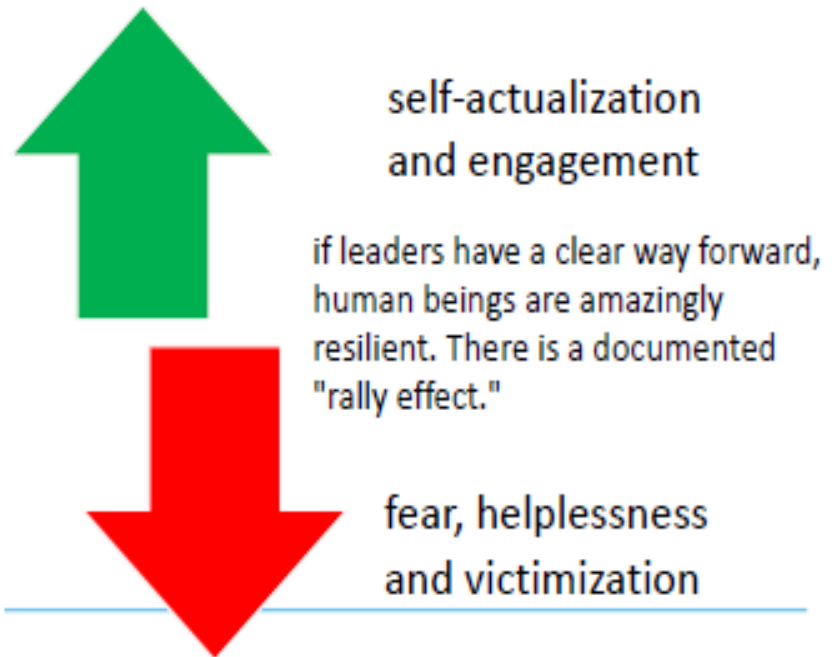 self-actualization
and engagement
if leaders have a clear way forward,
human beings are amazingly
resilient. There is a documented
"rally effect."
fear, helplessness
and victimization